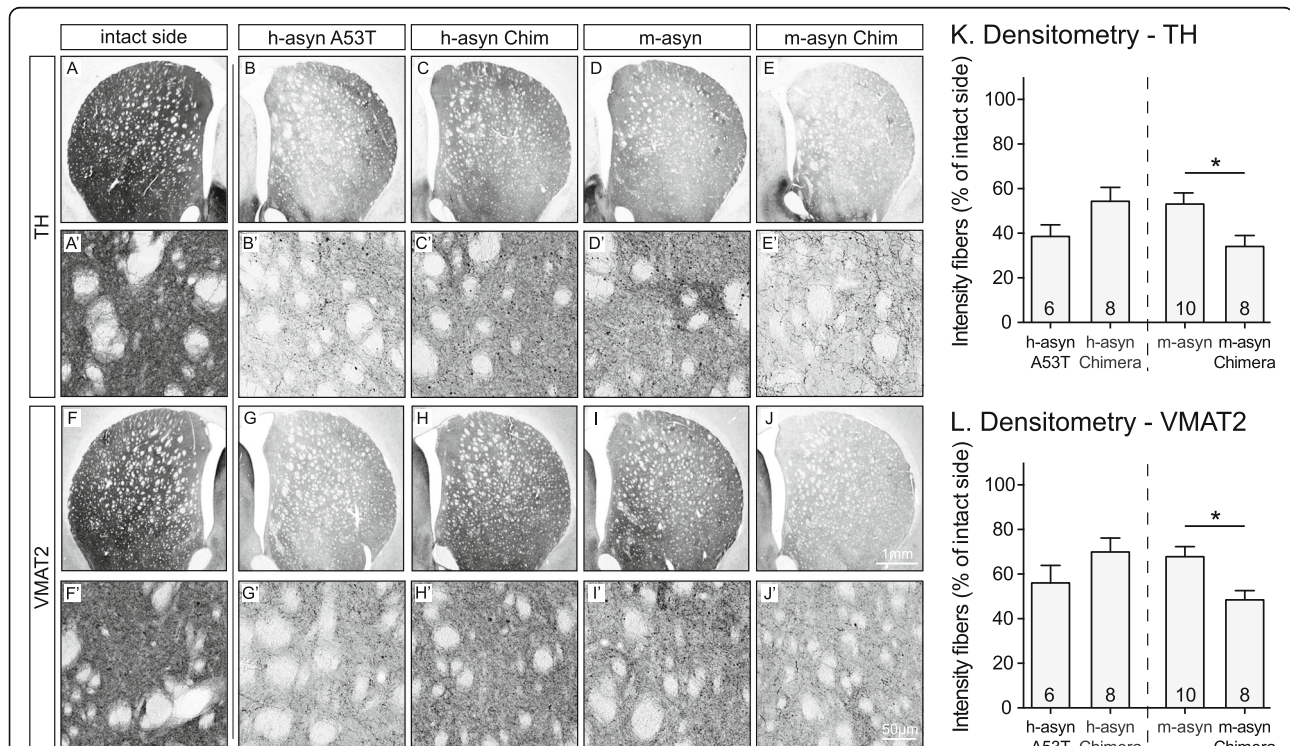 intact side
h-asyn A53T
h-asyn Chim
m-asyn
m-asyn Chim
TH
A
B
C
D
E
A'
B'
C'
D'
E'
VMAT2
F
G
H
I
J
1mm
F'
G'
H'
I'
J'
50µm
K. Densitometry - TH
Intensity fibers (% of intact side)
100
80
60
40
20
0
*
6
8
10
8
h-asyn A53T
h-asyn Chimera
m-asyn
m-asyn Chimera
L. Densitometry - VMAT2
Intensity fibers (% of intact side)
100
80
60
40
20
0
*
6
8
10
8
h-asyn A53T
h-asyn Chimera
m-asyn
m-asyn Chimera